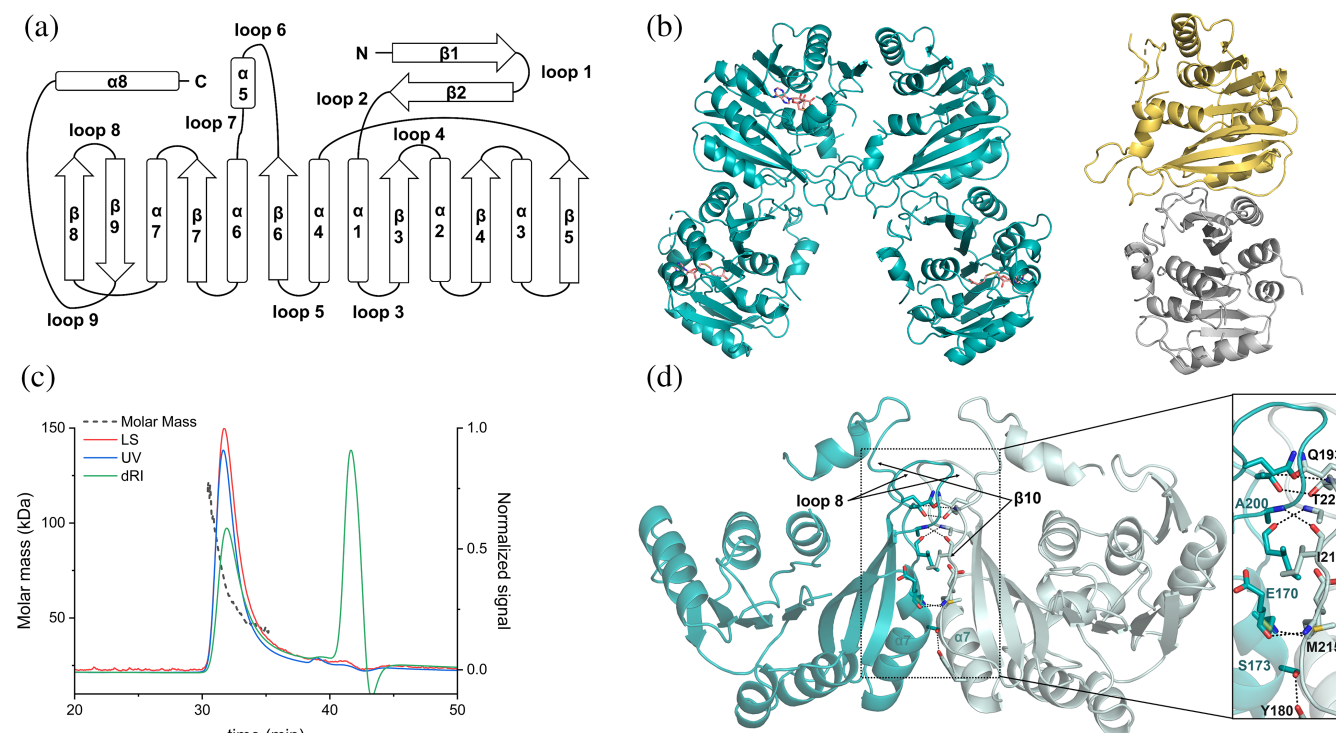 (a)
loop 6
N
β1
loop 1
α8
C
α
5
loop 2
β2
loop 8
loop 7
loop 4
β
8
β
9
α
7
β
7
α
6
β
6
α
4
α
1
β
3
α
2
β
4
α
3
β
5
loop 9
loop 5
loop 3
(b)
(c)
Molar Mass
LS
UV
dRI
150
100
50
1.0
0.5
0.0
Molar mass (kDa)
Normalized signal
20
30
40
50
(d)
loop 8
β10
α7
α7
Q193
T22
A200
I21
E170
M215
S173
Y180